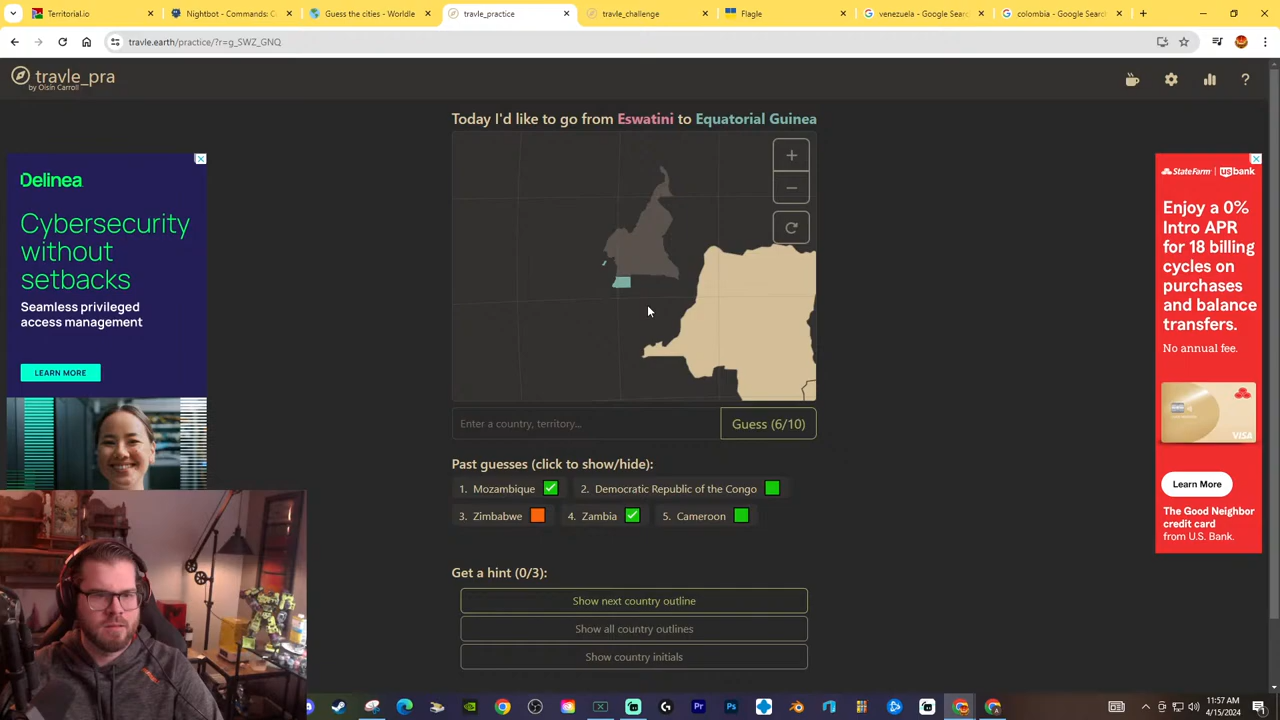 Territorial.io
Nightbot - Commands: C
Guess the cities - Worldle
travle_practice
travle_challenge
Flagle
venezuela - Google Sear
colombia - Google Search
travle.earth/practice/?r=g_SWZ_GNQ
travle_pra
by Oisín Carroll
Today I'd like to go from Eswatini to Equatorial Guinea
Delinea
Cybersecurity
without
setbacks
Seamless privileged
access management
LEARN MORE
StateFarm | usbank
Enjoy a 0%
Intro APR
for 18 billing
cycles on
purchases
and balance
transfers.
No annual fee.
VISA
Learn More
The Good Neighbor
credit card
from U.S. Bank.
Enter a country, territory...
Guess (6/10)
Past guesses (click to show/hide):
1. Mozambique
2. Democratic Republic of the Congo
3. Zimbabwe
4. Zambia
5. Cameroon
Get a hint (0/3):
Show next country outline
Show all country outlines
Show country initials
11:57 AM
4/15/2024